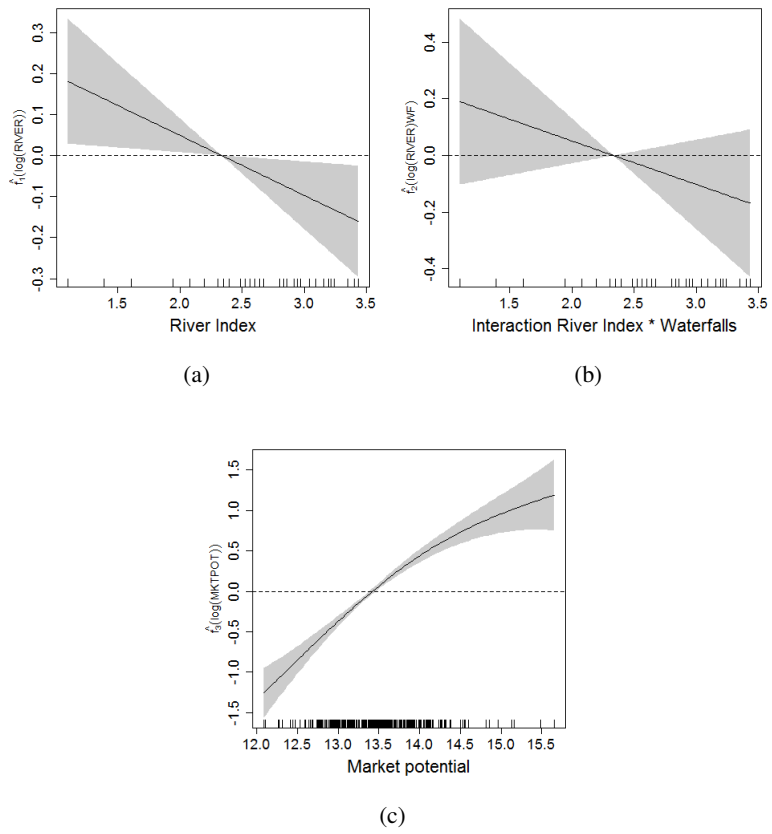 f̂₁(log(RIVER))
0.3
0.2
0.1
0.0
-0.1
-0.2
-0.3
1.5 2.0 2.5 3.0 3.5
River Index
(a)
f̂₂(log(RIVER)WF)
0.4
0.2
0.0
-0.2
-0.4
1.5 2.0 2.5 3.0 3.5
Interaction River Index * Waterfalls
(b)
f̂₃(log(MKTPOT))
1.5
1.0
0.5
0.0
-0.5
-1.0
-1.5
12.0 12.5 13.0 13.5 14.0 14.5 15.0 15.5
Market potential
(c)